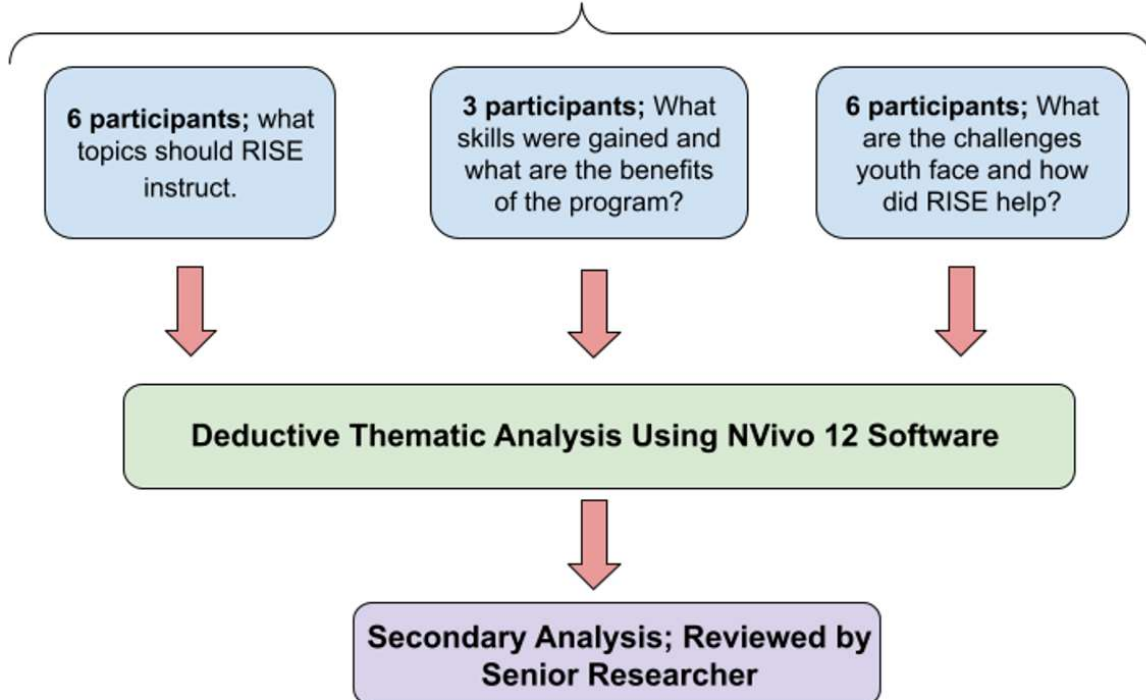 6 participants; what
topics should RISE
instruct.
3 participants; What
skills were gained and
what are the benefits
of the program?
6 participants; What
are the challenges
youth face and how
did RISE help?
Deductive Thematic Analysis Using NVivo 12 Software
Secondary Analysis; Reviewed by
Senior Researcher